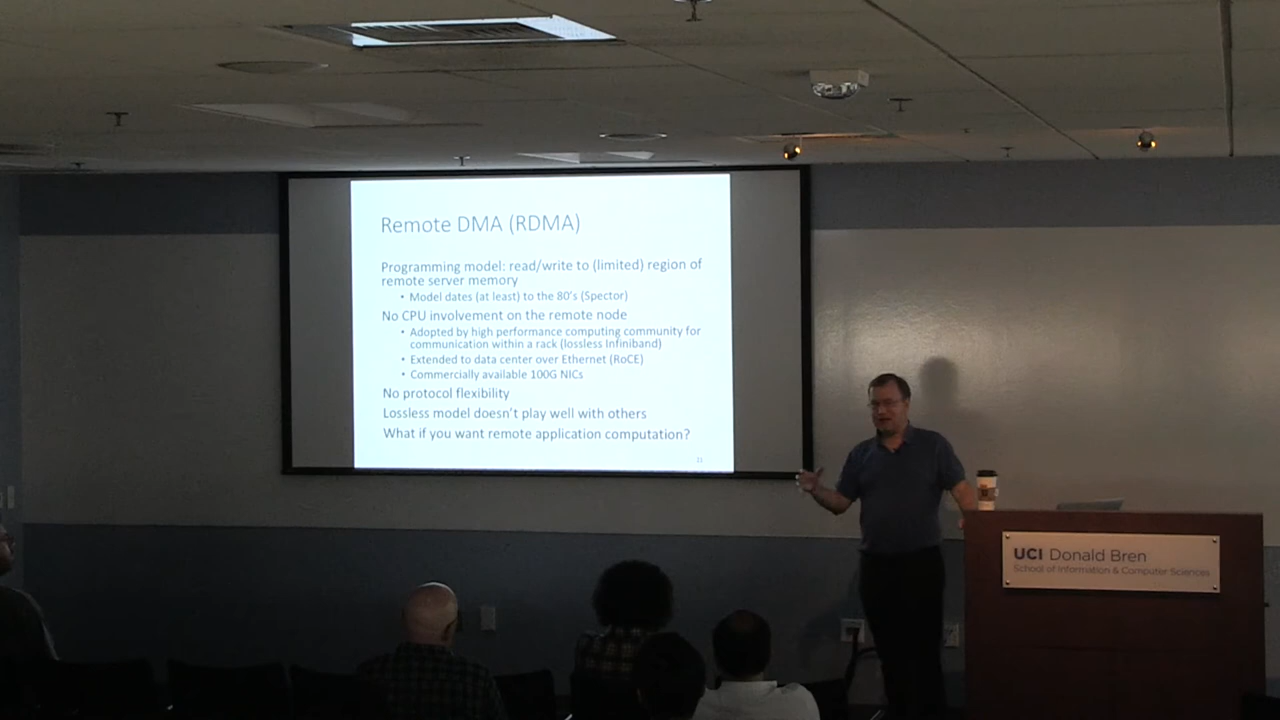 Remote DMA (RDMA)
Programming model: read/write to (limited) region of
remote server memory
• Model dates (at least) to the 80's (Spector)
No CPU involvement on the remote node
• Adopted by high performance computing community for
communication within a rack (lossless Infiniband)
• Extended to data center over Ethernet (RoCE)
• Commercially available 100G NICs
No protocol flexibility
Lossless model doesn't play well with others
What if you want remote application computation?
UCI Donald Bren
School of Information & Computer Sciences